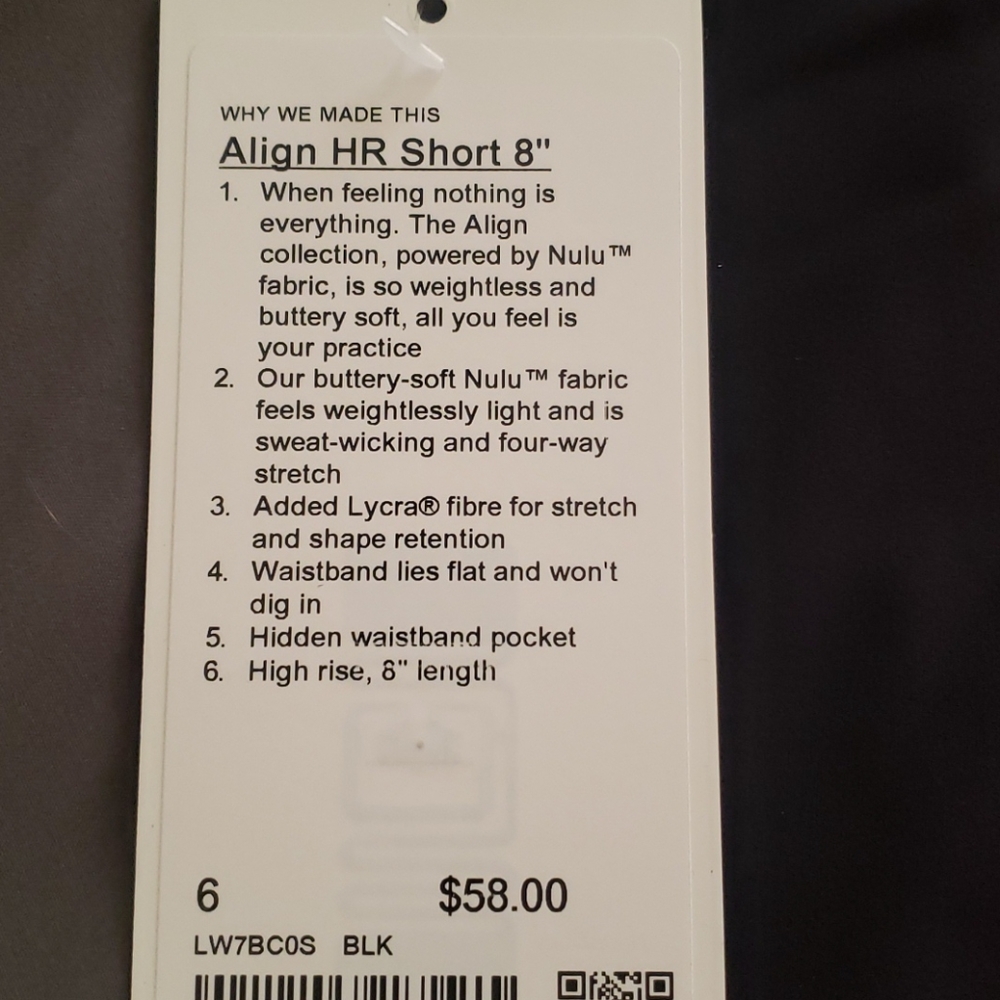 WHY WE MADE THIS
Align HR Short 8"
1. When feeling nothing is
everything. The Align
collection, powered by Nulu™
fabric, is so weightless and
buttery soft, all you feel is
your practice
2. Our buttery-soft Nulu™ fabric
feels weightlessly light and is
sweat-wicking and four-way
stretch
3. Added Lycra® fibre for stretch
and shape retention
4. Waistband lies flat and won't
dig in
5. Hidden waistband pocket
6. High rise, 8" length
6 $58.00
LW7BC0S BLK